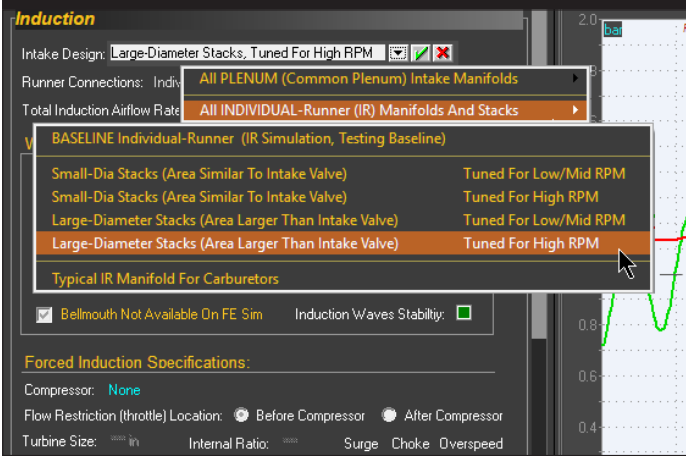 Induction
Intake Design: Large-Diameter Stacks, Tuned For High RPM
Runner Connections: Indiv
All PLENUM (Common Plenum) Intake Manifolds
Total Induction Airflow Rate
All INDIVIDUAL-Runner (IR) Manifolds And Stacks
BASELINE Individual-Runner (IR Simulation, Testing Baseline)
Small-Dia Stacks (Area Similar To Intake Valve) Tuned For Low/Mid RPM
Small-Dia Stacks (Area Similar To Intake Valve) Tuned For High RPM
Large-Diameter Stacks (Area Larger Than Intake Valve) Tuned For Low/Mid RPM
Large-Diameter Stacks (Area Larger Than Intake Valve) Tuned For High RPM
Typical IR Manifold For Carburetors
Bellmouth Not Available On FE Sim Induction Waves Stabiltiy:
Forced Induction Specifications:
Compressor: None
Flow Restriction (throttle) Location: Before Compressor After Compressor
Turbine Size: in Internal Ratio: Surge Choke Overspeed
2.0
bar
0.8
0.6
0.4